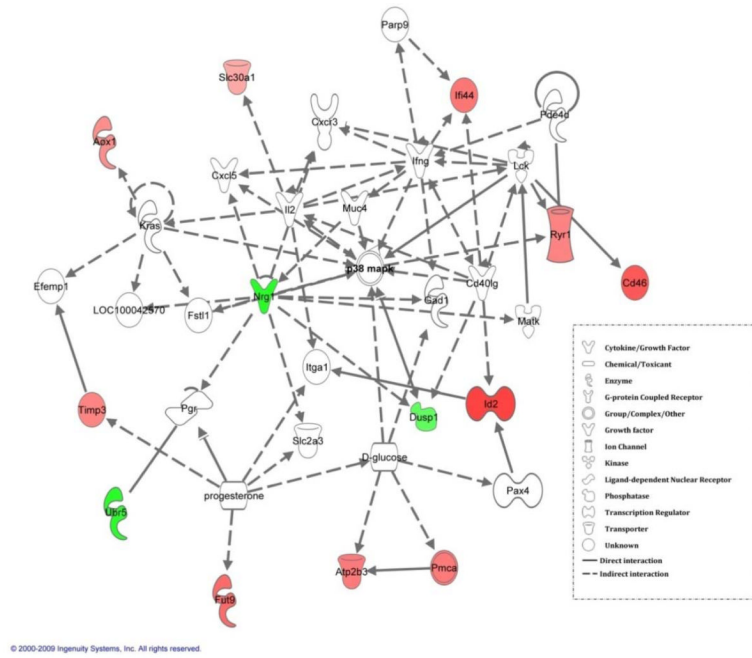 Parp9
Slc30a1
Ifi44
Cxcr3
Pde4d
Apx1
Ifng
Lck
Cxcl5
Il2
Muc4
Kras
Ryr1
p38 mapk
Cd40lg
Cd46
Efemp1
Nrg1
Gad1
LOC100042570
Fstl1
Matk
Itga1
Timp3
Pgr
Dusp1
Id2
Slc2a3
D-glucose
Ubr5
progesterone
Pax4
Atp2b3
Pmca
Fut9
Cytokine/Growth Factor
Chemical/Toxicant
Enzyme
G-protein Coupled Receptor
Group/Complex/Other
Growth factor
Ion Channel
Kinase
Ligand-dependent Nuclear Receptor
Phosphatase
Transcription Regulator
Transporter
Unknown
Direct interaction
Indirect interaction
© 2000-2009 Ingenuity Systems, Inc. All rights reserved.